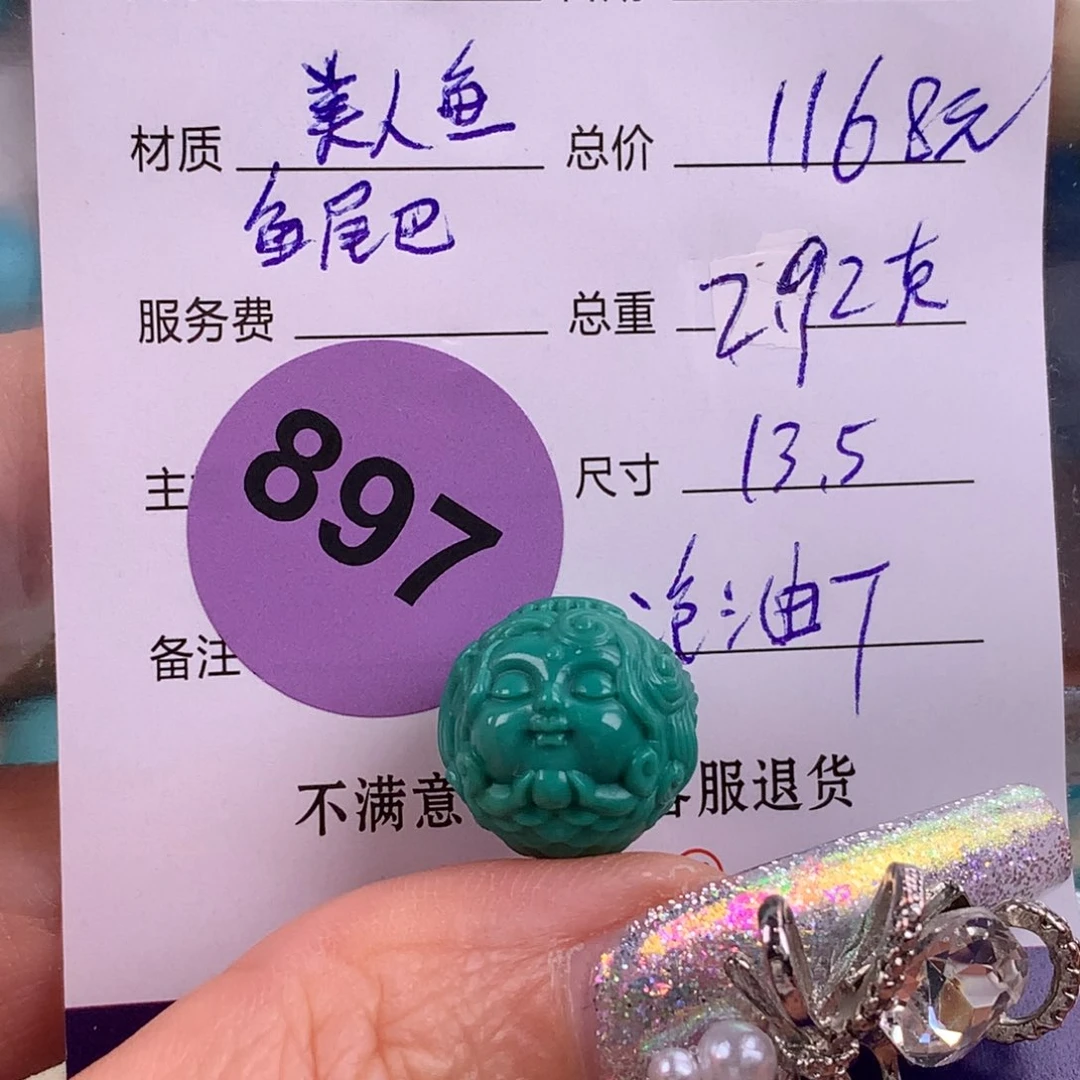 材质 美人鱼 总价 1168元
鱼尾巴
服务费 总重 2.92克
主
897
尺寸 13.5
备注 泡油丁
不满意 客服退货